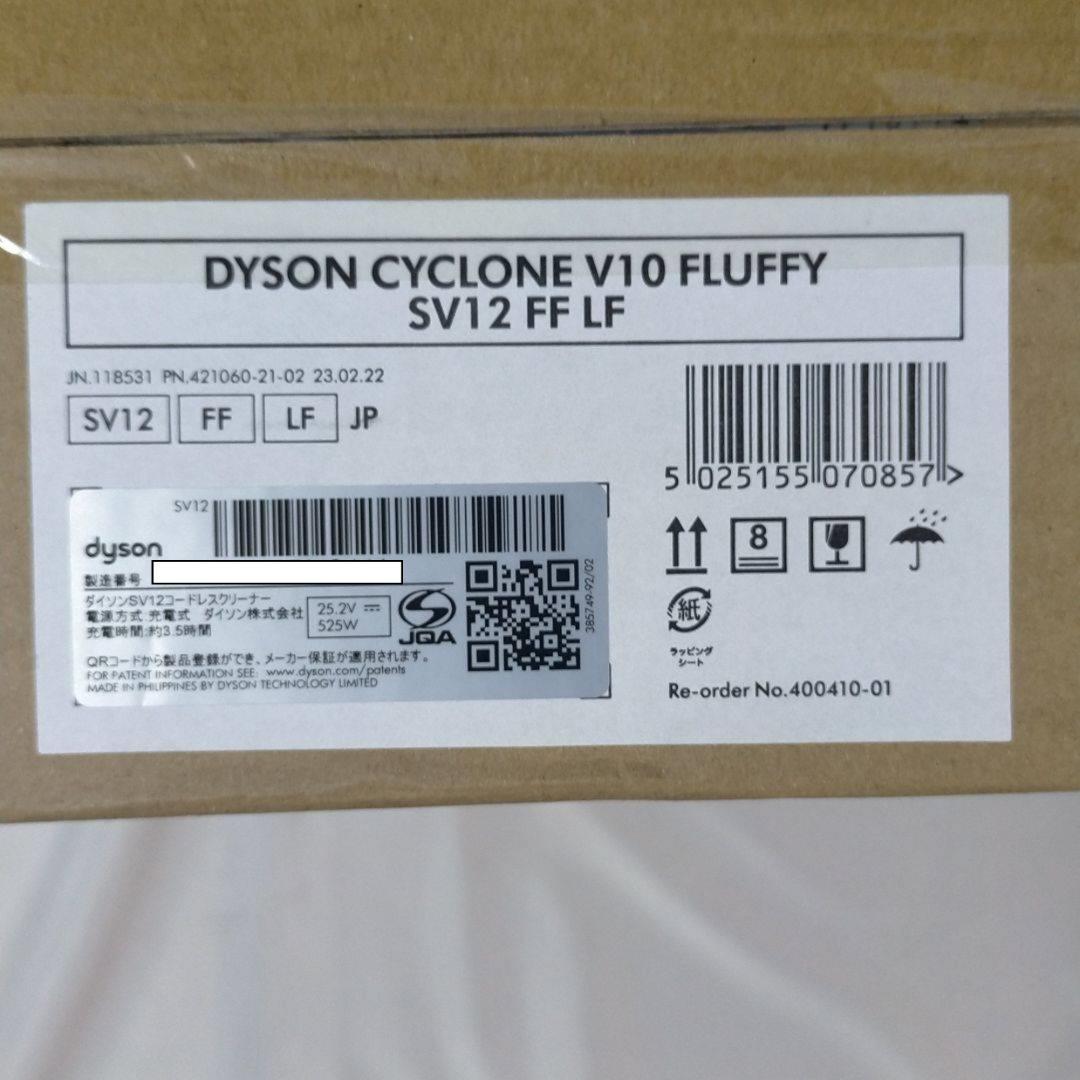 DYSON CYCLONE V10 FLUFFY
SV12 FF LF
JN.118531 PN.421060-21-02 23.02.22
SV12 FF LF JP
5 025155 070857 >
SV12
dyson
製造番号
ダイソンSV12コードレスクリーナー
電源方式:充電式 ダイソン株式会社
充電時間:約3.5時間
25.2V ⎓
525W
JQA
385749-92/02
QRコードから製品登録ができ、メーカー保証が適用されます。
FOR PATENT INFORMATION SEE: www.dyson.com/patents
MADE IN PHILIPPINES BY DYSON TECHNOLOGY LIMITED
8
紙
ラッピング
シート
Re-order No.400410-01